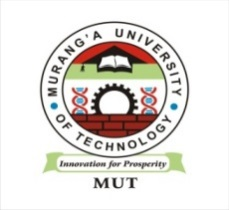 MURANG'A UNIVERSITY
OF TECHNOLOGY
Innovation for Prosperity
MUT